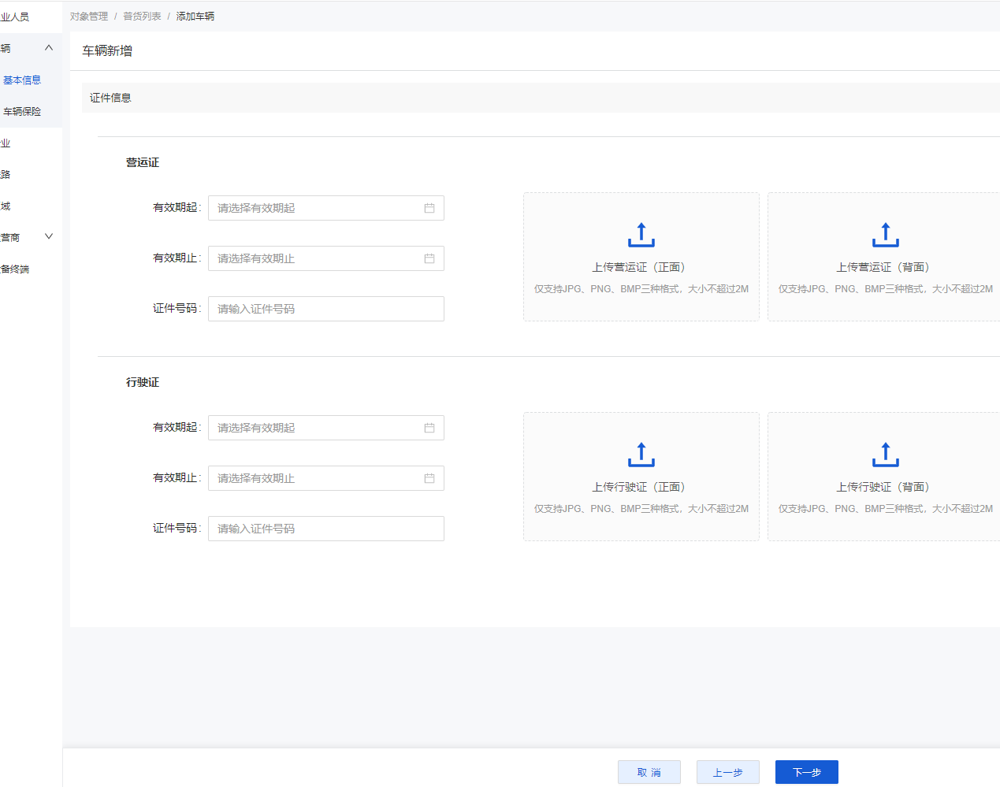 业人员
对象管理 / 普货列表 / 添加车辆
辆
基本信息
车辆保险
业
路
域
营商
备终端
车辆新增
证件信息
营运证
有效期起: 请选择有效期起
有效期止: 请选择有效期止
证件号码: 请输入证件号码
上传营运证（正面）
仅支持JPG、PNG、BMP三种格式，大小不超过2M
上传营运证（背面）
仅支持JPG、PNG、BMP三种格式，大小不超过2M
行驶证
有效期起: 请选择有效期起
有效期止: 请选择有效期止
证件号码: 请输入证件号码
上传行驶证（正面）
仅支持JPG、PNG、BMP三种格式，大小不超过2M
上传行驶证（背面）
仅支持JPG、PNG、BMP三种格式，大小不超过2M
取 消 上一步 下一步